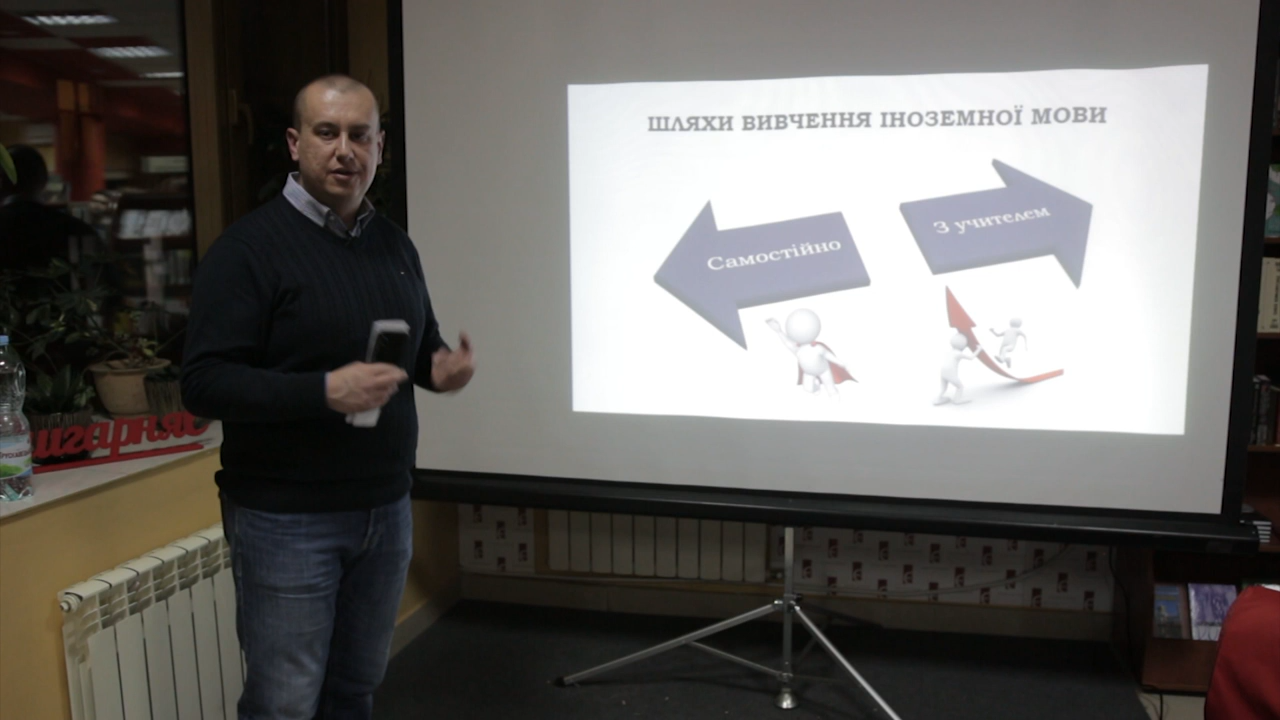 ШЛЯХИ ВИВЧЕННЯ ІНОЗЕМНОЇ МОВИ
Самостійно
З учителем